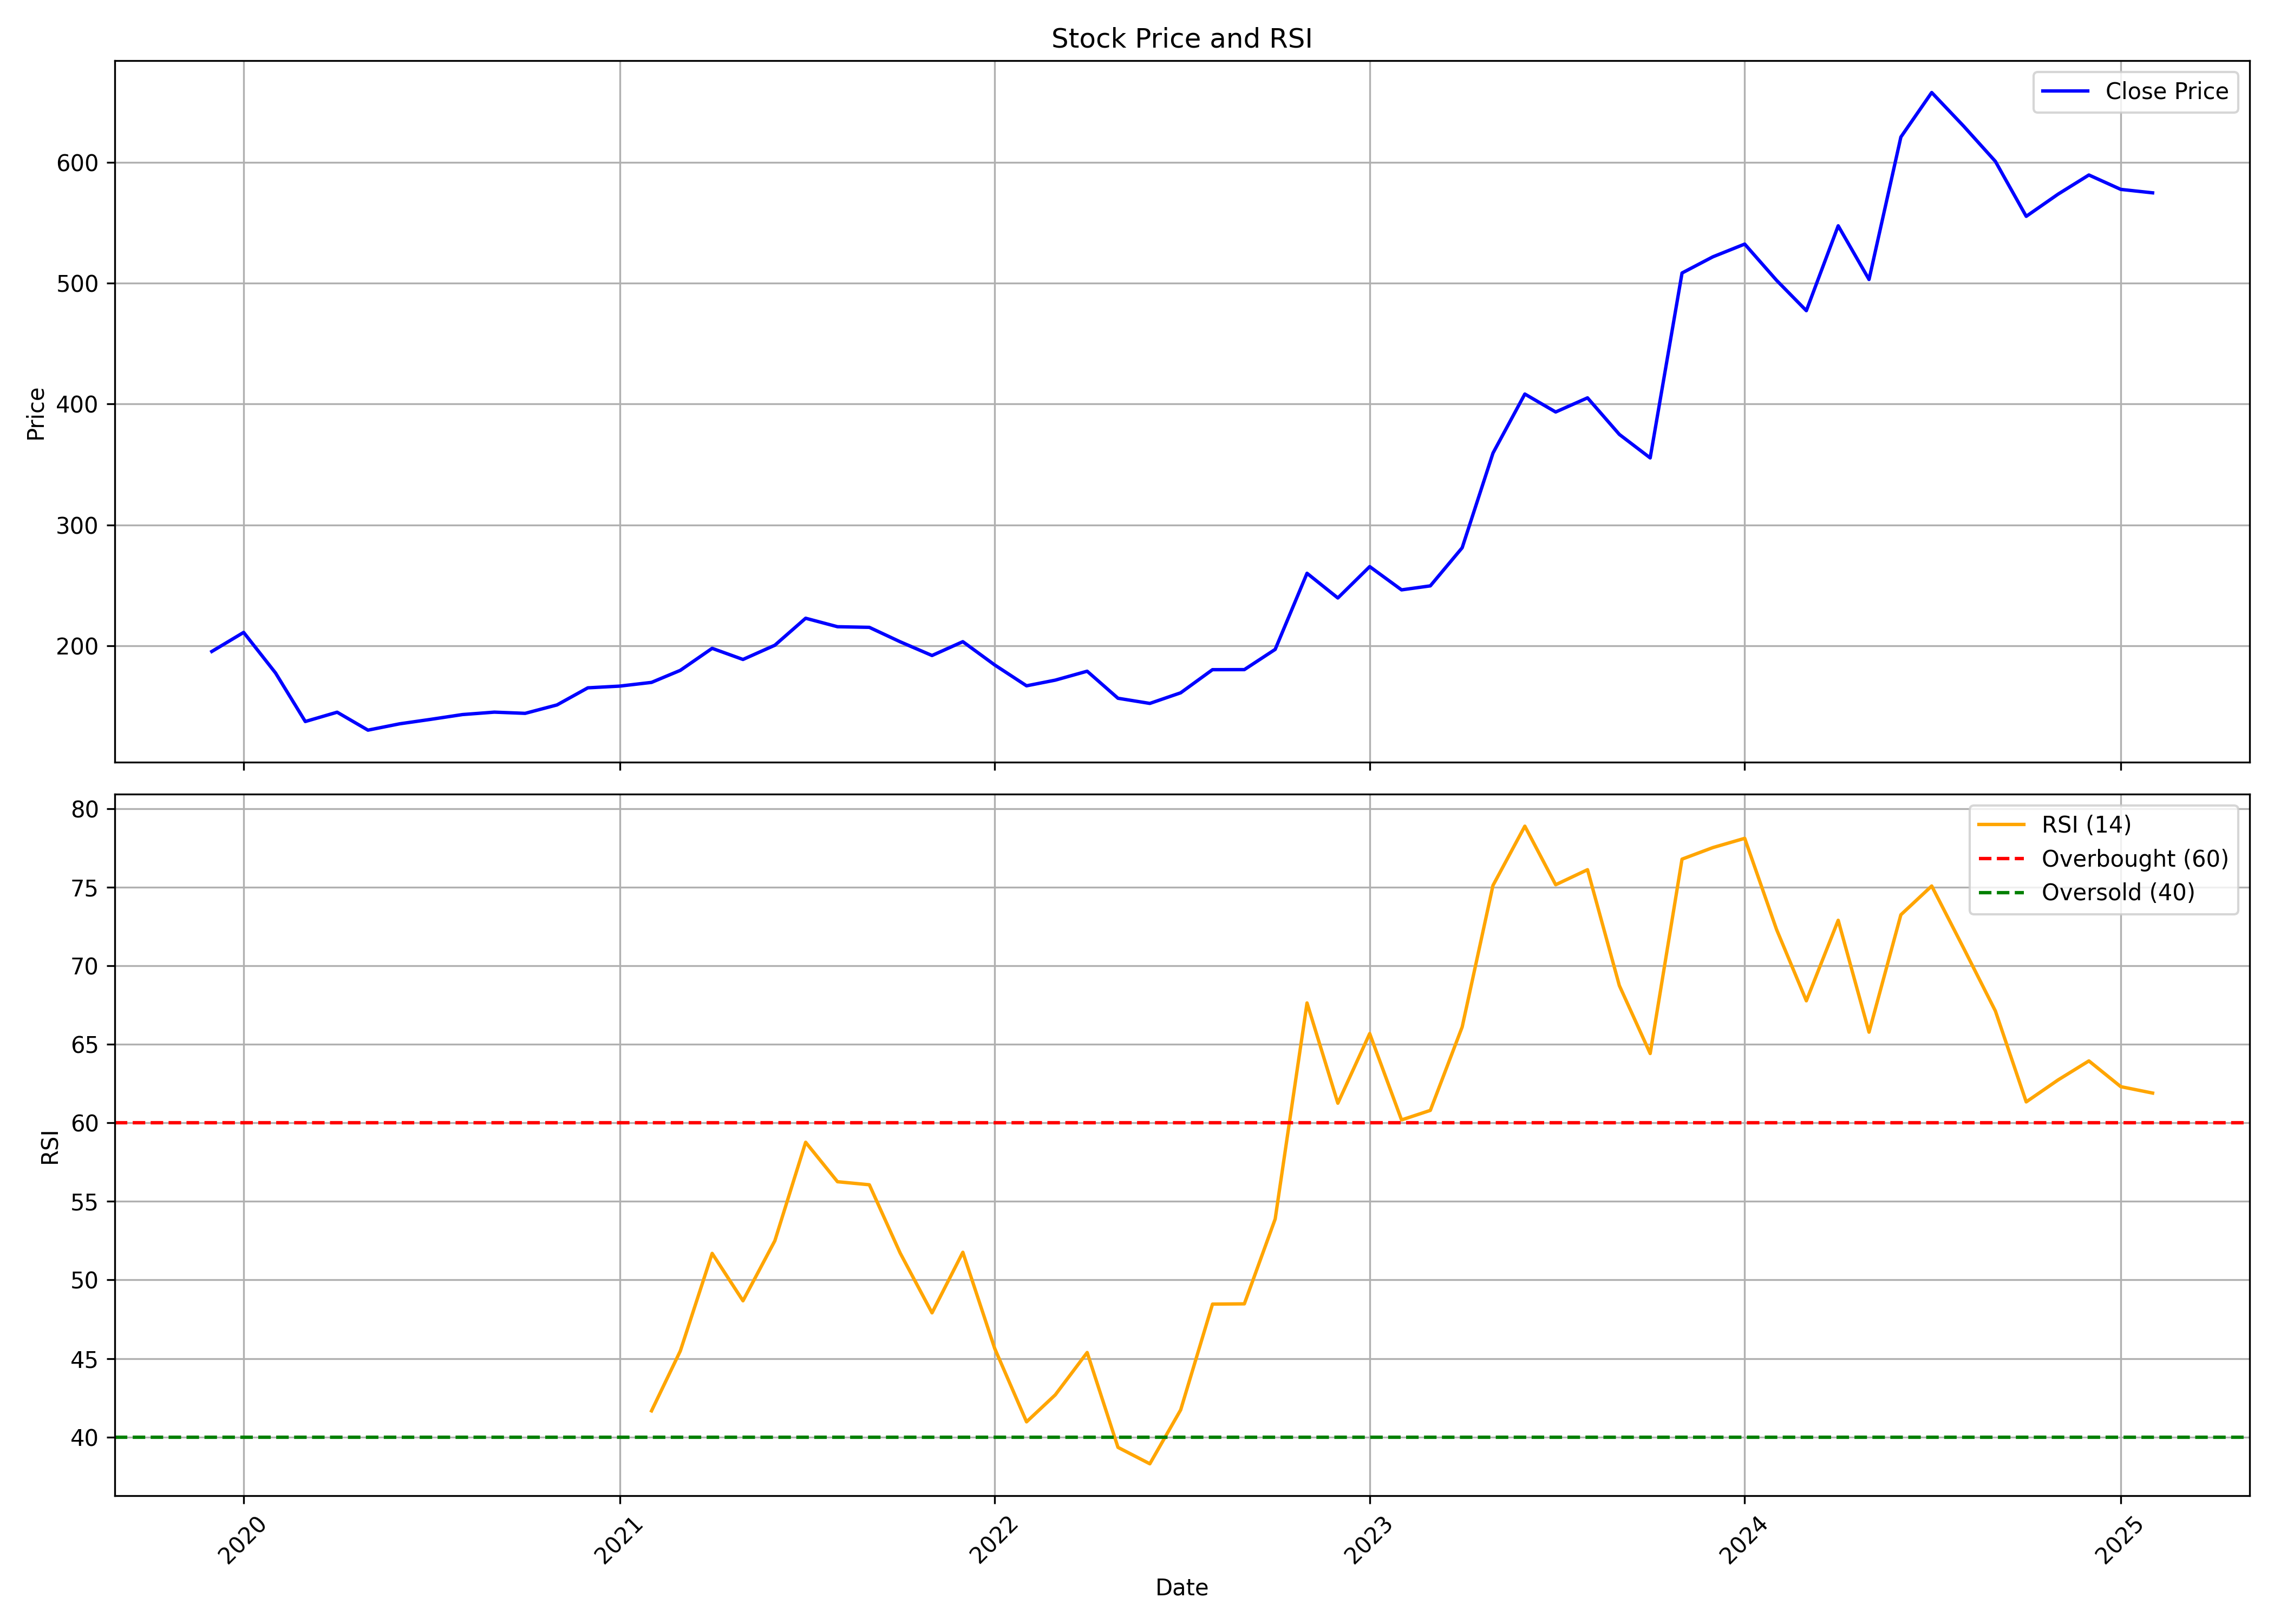 Stock Price and RSI
Close Price
Price
600
500
400
300
200
RSI (14)
Overbought (60)
Oversold (40)
RSI
80
75
70
65
60
55
50
45
40
2020
2021
2022
2023
2024
2025
Date